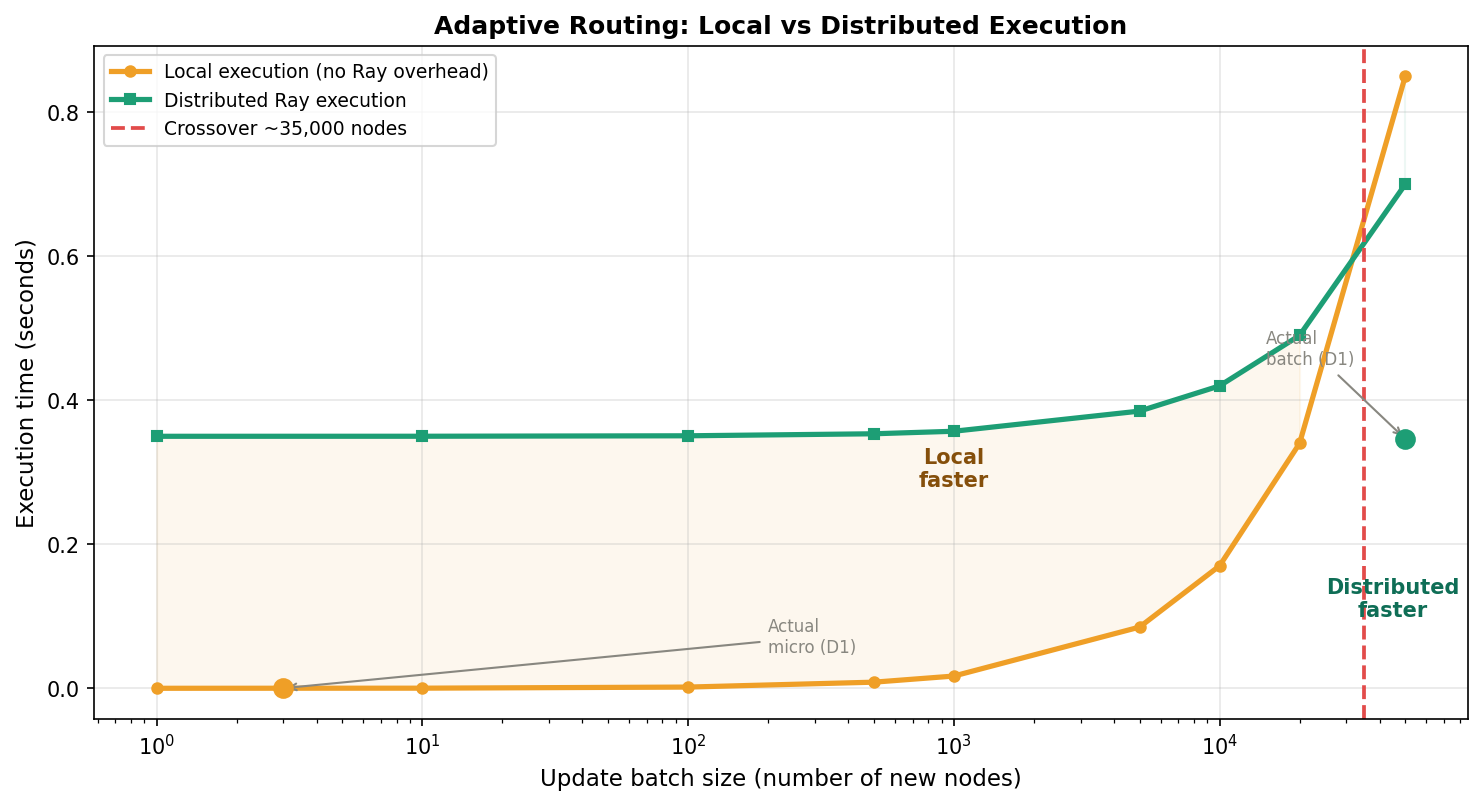 Adaptive Routing: Local vs Distributed Execution
Local execution (no Ray overhead)
Distributed Ray execution
Crossover ~35,000 nodes
Execution time (seconds)
0.8
0.6
0.4
0.2
0.0
Actual
batch (D1)
Local
faster
Distributed
faster
Actual
micro (D1)
10⁰ 10¹ 10² 10³ 10⁴
Update batch size (number of new nodes)